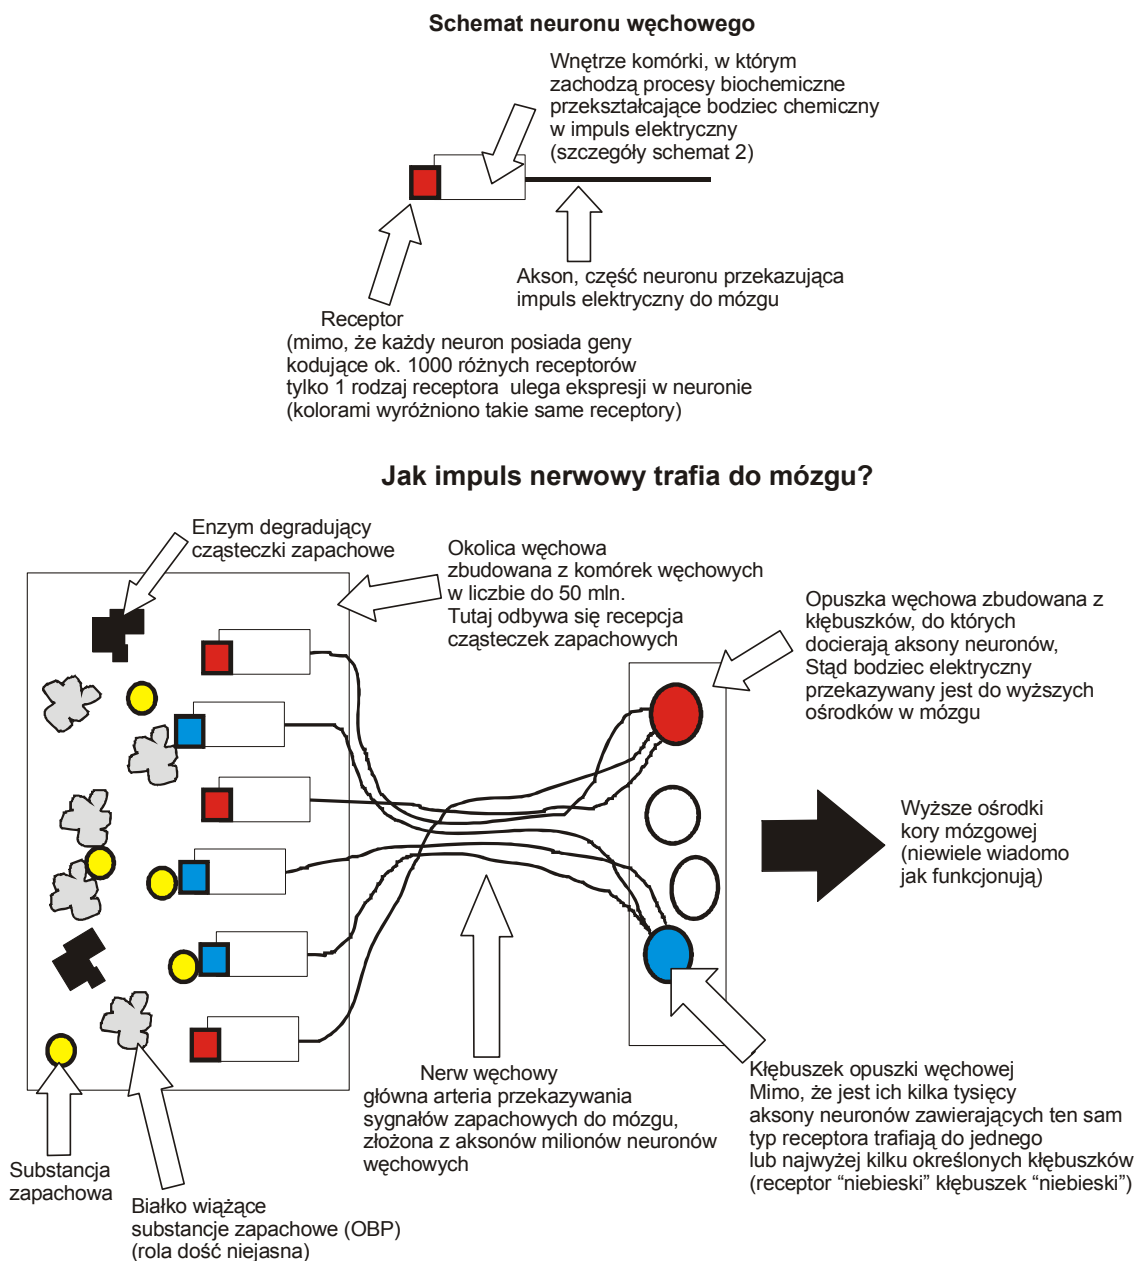 Schemat neuronu węchowego
Wnętrze komórki, w którym
zachodzą procesy biochemiczne
przekształcające bodziec chemiczny
w impuls elektryczny
(szczegóły schemat 2)
Akson, część neuronu przekazująca
impuls elektryczny do mózgu
Receptor
(mimo, że każdy neuron posiada geny
kodujące ok. 1000 różnych receptorów
tylko 1 rodzaj receptora ulega ekspresji w neuronie
(kolorami wyróżniono takie same receptory)
Jak impuls nerwowy trafia do mózgu?
Enzym degradujący
cząsteczki zapachowe
Okolica węchowa
zbudowana z komórek węchowych
w liczbie do 50 mln.
Tutaj odbywa się recepcja
cząsteczek zapachowych
Opuszka węchowa zbudowana z
kłębuszków, do których
docierają aksony neuronów,
Stąd bodziec elektryczny
przekazywany jest do wyższych
ośrodków w mózgu
Wyższe ośrodki
kory mózgowej
(niewiele wiadomo
jak funkcjonują)
Kłębuszek opuszki węchowej
Mimo, że jest ich kilka tysięcy
aksony neuronów zawierających ten sam
typ receptora trafiają do jednego
lub najwyżej kilku określonych kłębuszków
(receptor “niebieski” kłębuszek “niebieski”)
Nerw węchowy
główna arteria przekazywania
sygnałów zapachowych do mózgu,
złożona z aksonów milionów neuronów
węchowych
Substancja
zapachowa
Białko wiążące
substancje zapachowe (OBP)
(rola dość niejasna)